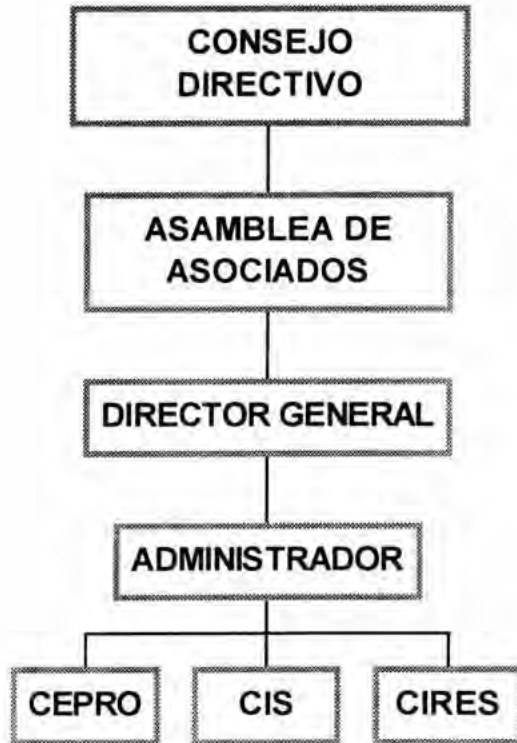 CONSEJO
DIRECTIVO
ASAMBLEA DE
ASOCIADOS
DIRECTOR GENERAL
ADMINISTRADOR
CEPRO CIS CIRES